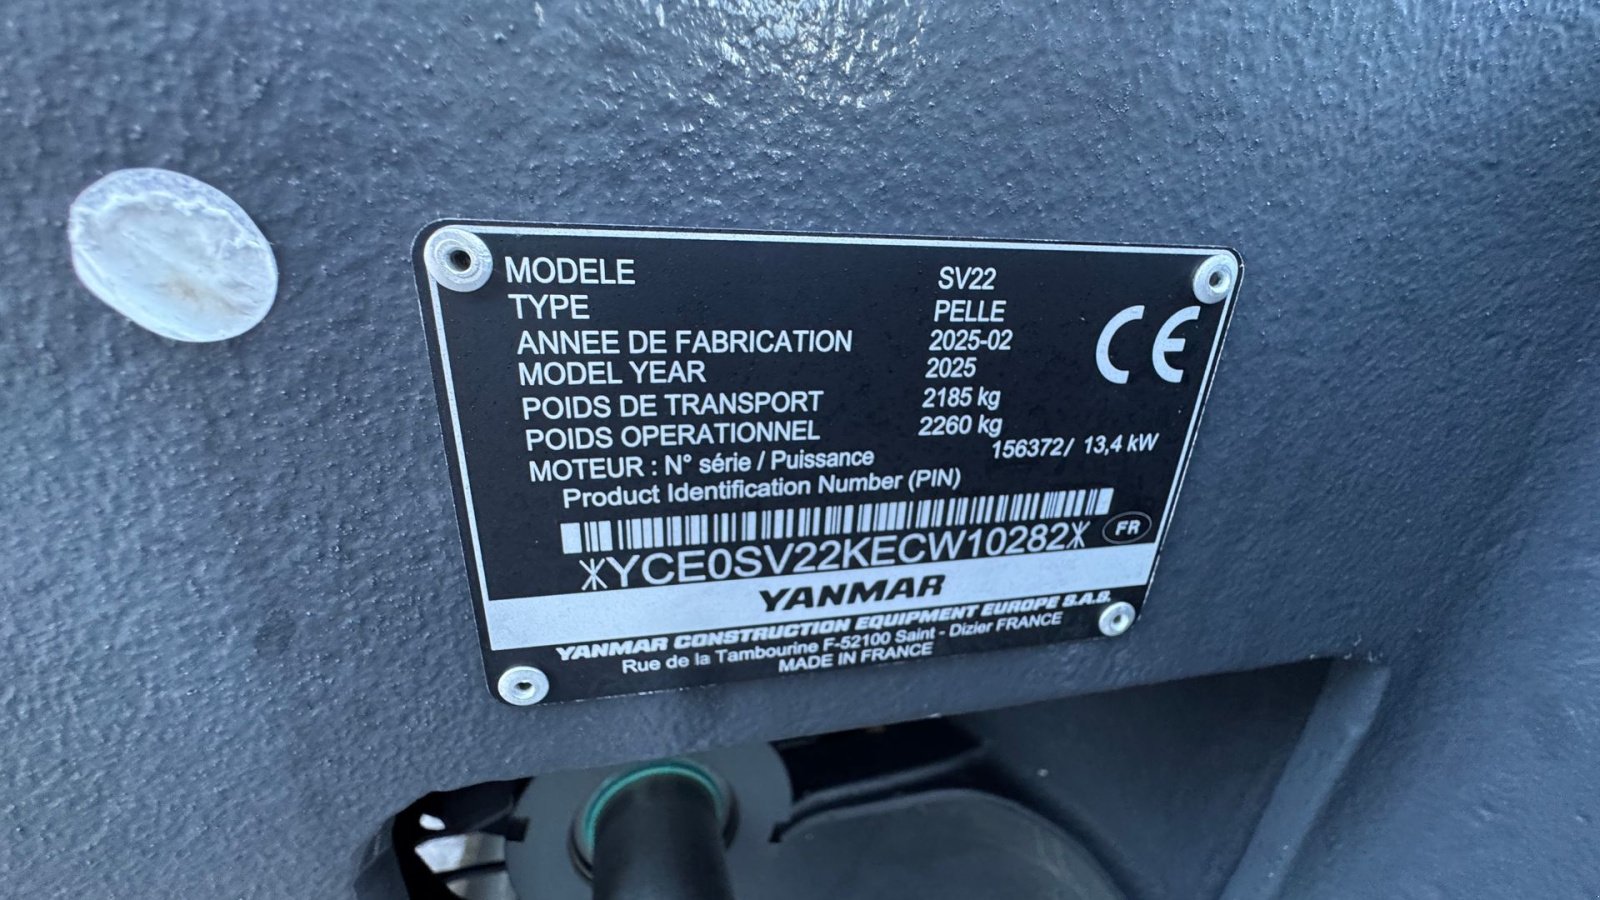 MODELE SV22
TYPE PELLE
ANNEE DE FABRICATION 2025-02
MODEL YEAR 2025
POIDS DE TRANSPORT 2185 kg
POIDS OPERATIONNEL 2260 kg
MOTEUR : N° série / Puissance 156372/ 13,4 kW
Product Identification Number (PIN)
*YCE0SV22KECW10282*
FR
CE
YANMAR
YANMAR CONSTRUCTION EQUIPMENT EUROPE S.A.S.
Rue de la Tambourine F-52100 Saint - Dizier FRANCE
MADE IN FRANCE